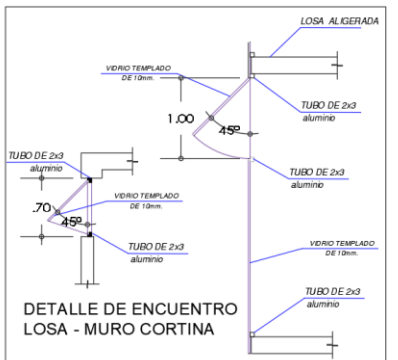 LOSA ALIGERADA
VIDRIO TEMPLADO
DE 10mm.
1.00
45º
TUBO DE 2x3
aluminio
TUBO DE 2x3
aluminio
.70
45º
VIDRIO TEMPLADO
DE 10mm.
TUBO DE 2x3
aluminio
TUBO DE 2x3
aluminio
VIDRIO TEMPLADO
DE 10mm.
TUBO DE 2x3
aluminio
DETALLE DE ENCUENTRO
LOSA - MURO CORTINA